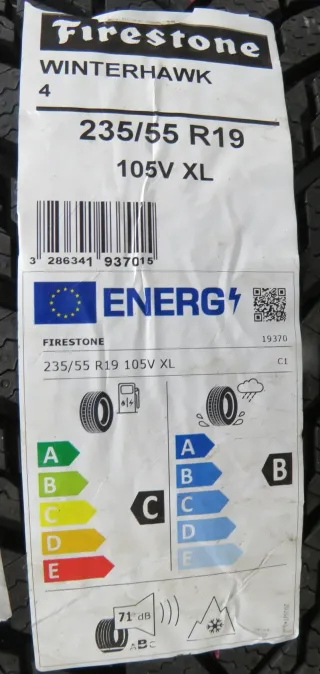 Firestone
WINTERHAWK
4
235/55 R19
105V XL
3 286341 937015
ENERG
FIRESTONE 19370
235/55 R19 105V XL C1
A A
B B B
C C C
D D
E E
71 dB
ABC